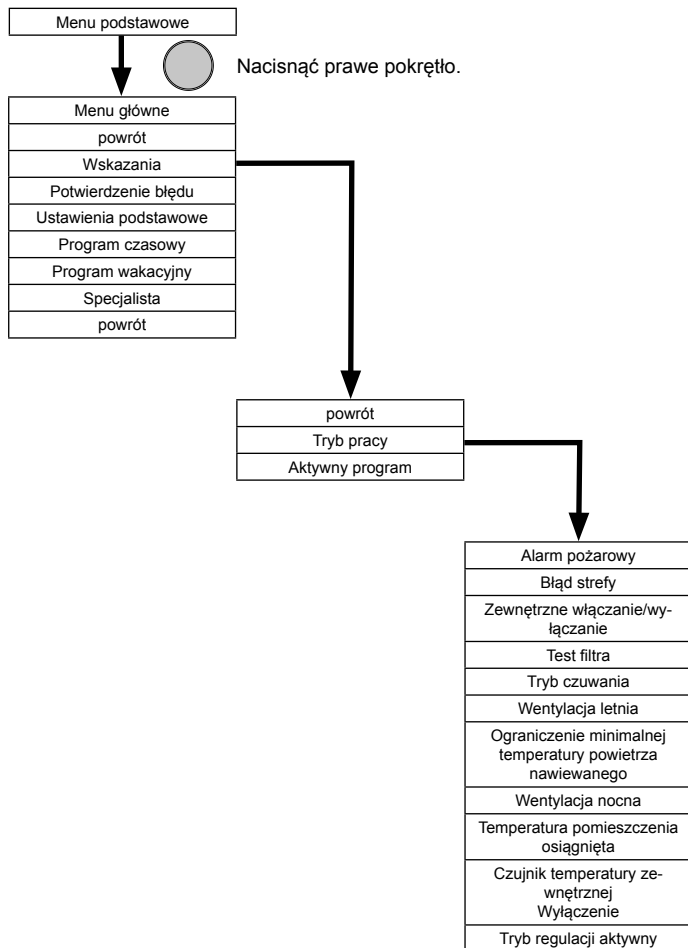 Menu podstawowe
Nacisnąć prawe pokrętło.
Menu główne
powrót
Wskazania
Potwierdzenie błędu
Ustawienia podstawowe
Program czasowy
Program wakacyjny
Specjalista
powrót
powrót
Tryb pracy
Aktywny program
Alarm pożarowy
Błąd strefy
Zewnętrzne włączanie/wy-
łączanie
Test filtra
Tryb czuwania
Wentylacja letnia
Ograniczenie minimalnej
temperatury powietrza
nawiewanego
Wentylacja nocna
Temperatura pomieszczenia
osiągnięta
Czujnik temperatury ze-
wnętrznej
Wyłączenie
Tryb regulacji aktywny